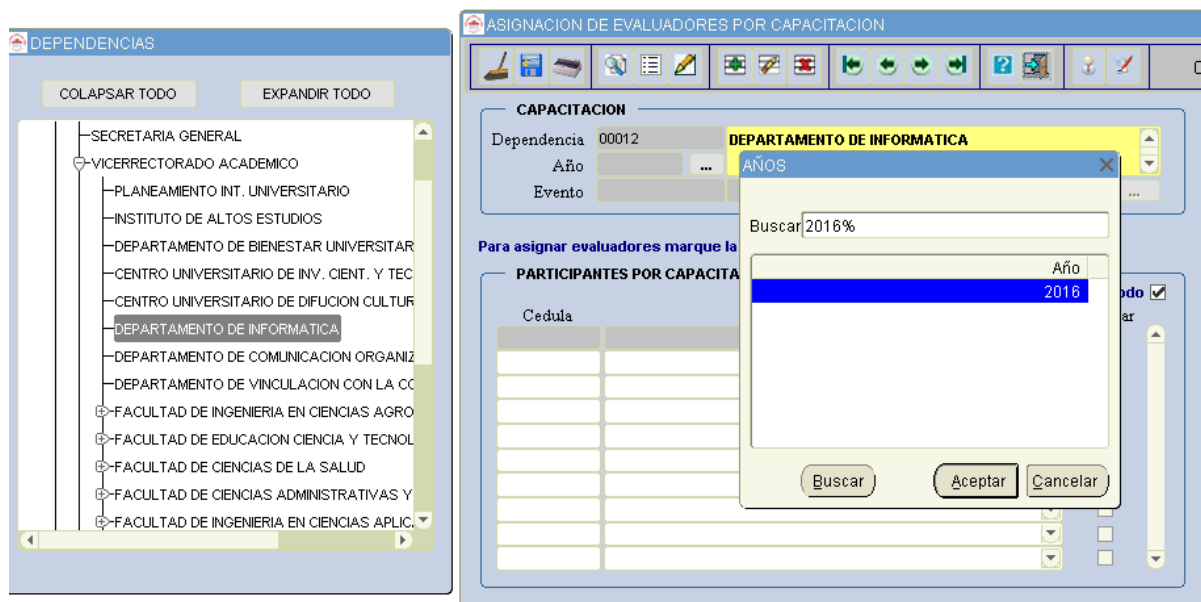 DEPENDENCIAS
COLAPSAR TODO EXPANDIR TODO
SECRETARIA GENERAL
VICERRECTORADO ACADEMICO
PLANEAMIENTO INT. UNIVERSITARIO
INSTITUTO DE ALTOS ESTUDIOS
DEPARTAMENTO DE BIENESTAR UNIVERSITAR
CENTRO UNIVERSITARIO DE INV. CIENT. Y TEC
CENTRO UNIVERSITARIO DE DIFUCION CULTUR
DEPARTAMENTO DE INFORMATICA
DEPARTAMENTO DE COMUNICACION ORGANIZ
DEPARTAMENTO DE VINCULACION CON LA CO
FACULTAD DE INGENIERIA EN CIENCIAS AGRO
FACULTAD DE EDUCACION CIENCIA Y TECNOL
FACULTAD DE CIENCIAS DE LA SALUD
FACULTAD DE CIENCIAS ADMINISTRATIVAS Y
FACULTAD DE INGENIERIA EN CIENCIAS APLIC.
ASIGNACION DE EVALUADORES POR CAPACITACION
CAPACITACION
Dependencia 00012 DEPARTAMENTO DE INFORMATICA
Año ...
Evento ...
Para asignar evaluadores marque la
PARTICIPANTES POR CAPACITA
odo
Cedula ar
AÑOS
Buscar 2016%
Año
2016
Buscar Aceptar Cancelar